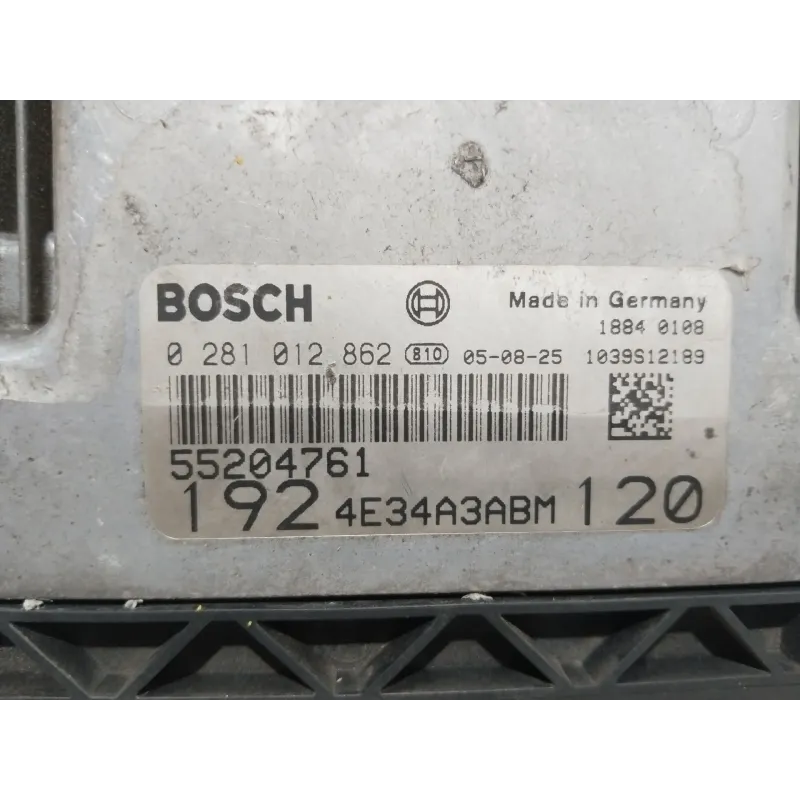 BOSCH Made in Germany
1884 0108
0 281 012 862 810 05-08-25 1039S12189
55204761
192 4E34A3ABM 120